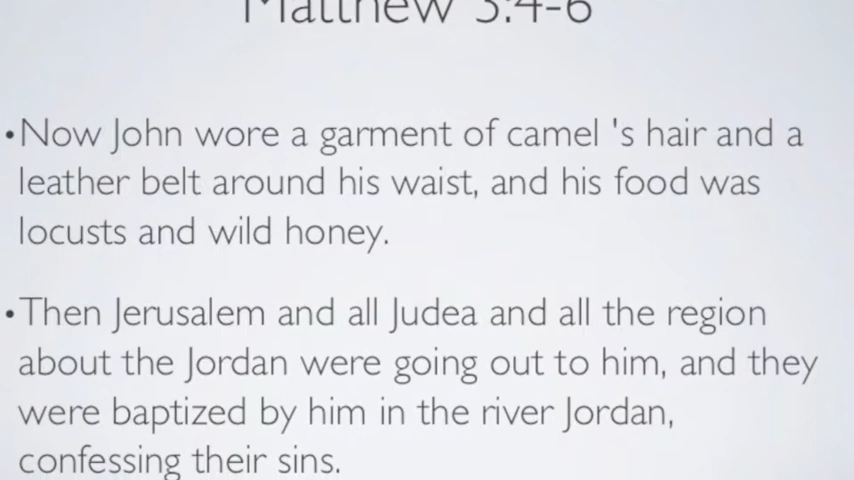 Matthew 3:4-6
•Now John wore a garment of camel 's hair and a
leather belt around his waist, and his food was
locusts and wild honey.
•Then Jerusalem and all Judea and all the region
about the Jordan were going out to him, and they
were baptized by him in the river Jordan,
confessing their sins.